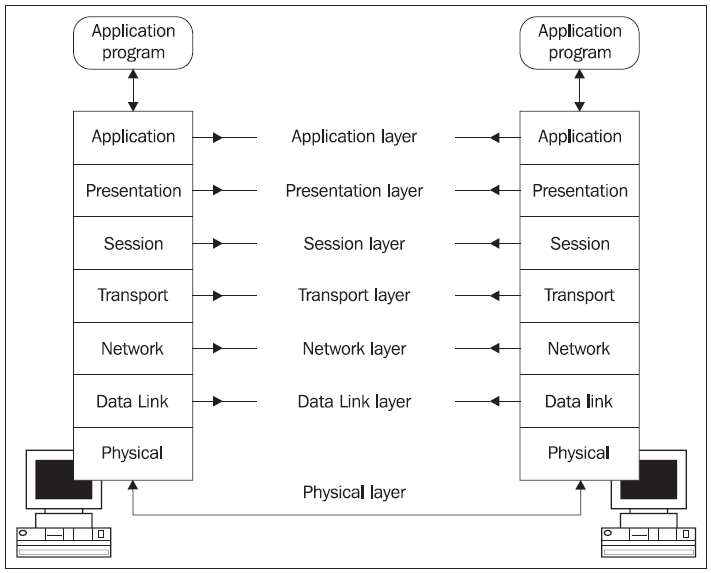 Application
program
Application
program
Application
Application layer
Application
Presentation
Presentation layer
Presentation
Session
Session layer
Session
Transport
Transport layer
Transport
Network
Network layer
Network
Data Link
Data Link layer
Data link
Physical
Physical
Physical layer